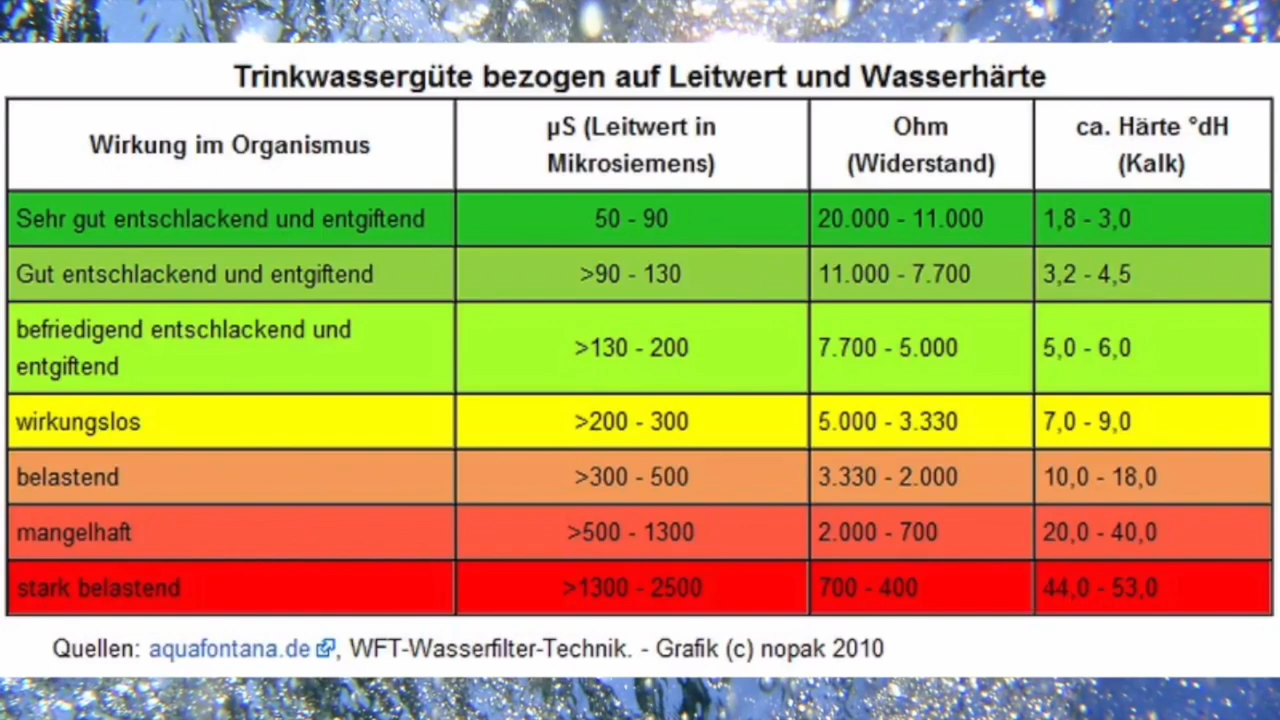 Trinkwassergüte bezogen auf Leitwert und Wasserhärte
Wirkung im Organismus
µS (Leitwert in
Mikrosiemens)
Ohm
(Widerstand)
ca. Härte °dH
(Kalk)
Sehr gut entschlackend und entgiftend
50 - 90
20.000 - 11.000
1,8 - 3,0
Gut entschlackend und entgiftend
>90 - 130
11.000 - 7.700
3,2 - 4,5
befriedigend entschlackend und
entgiftend
>130 - 200
7.700 - 5.000
5,0 - 6,0
wirkungslos
>200 - 300
5.000 - 3.330
7,0 - 9,0
belastend
>300 - 500
3.330 - 2.000
10,0 - 18,0
mangelhaft
>500 - 1300
2.000 - 700
20,0 - 40,0
stark belastend
>1300 - 2500
700 - 400
44,0 - 53,0
Quellen: aquafontana.de, WFT-Wasserfilter-Technik. - Grafik (c) nopak 2010